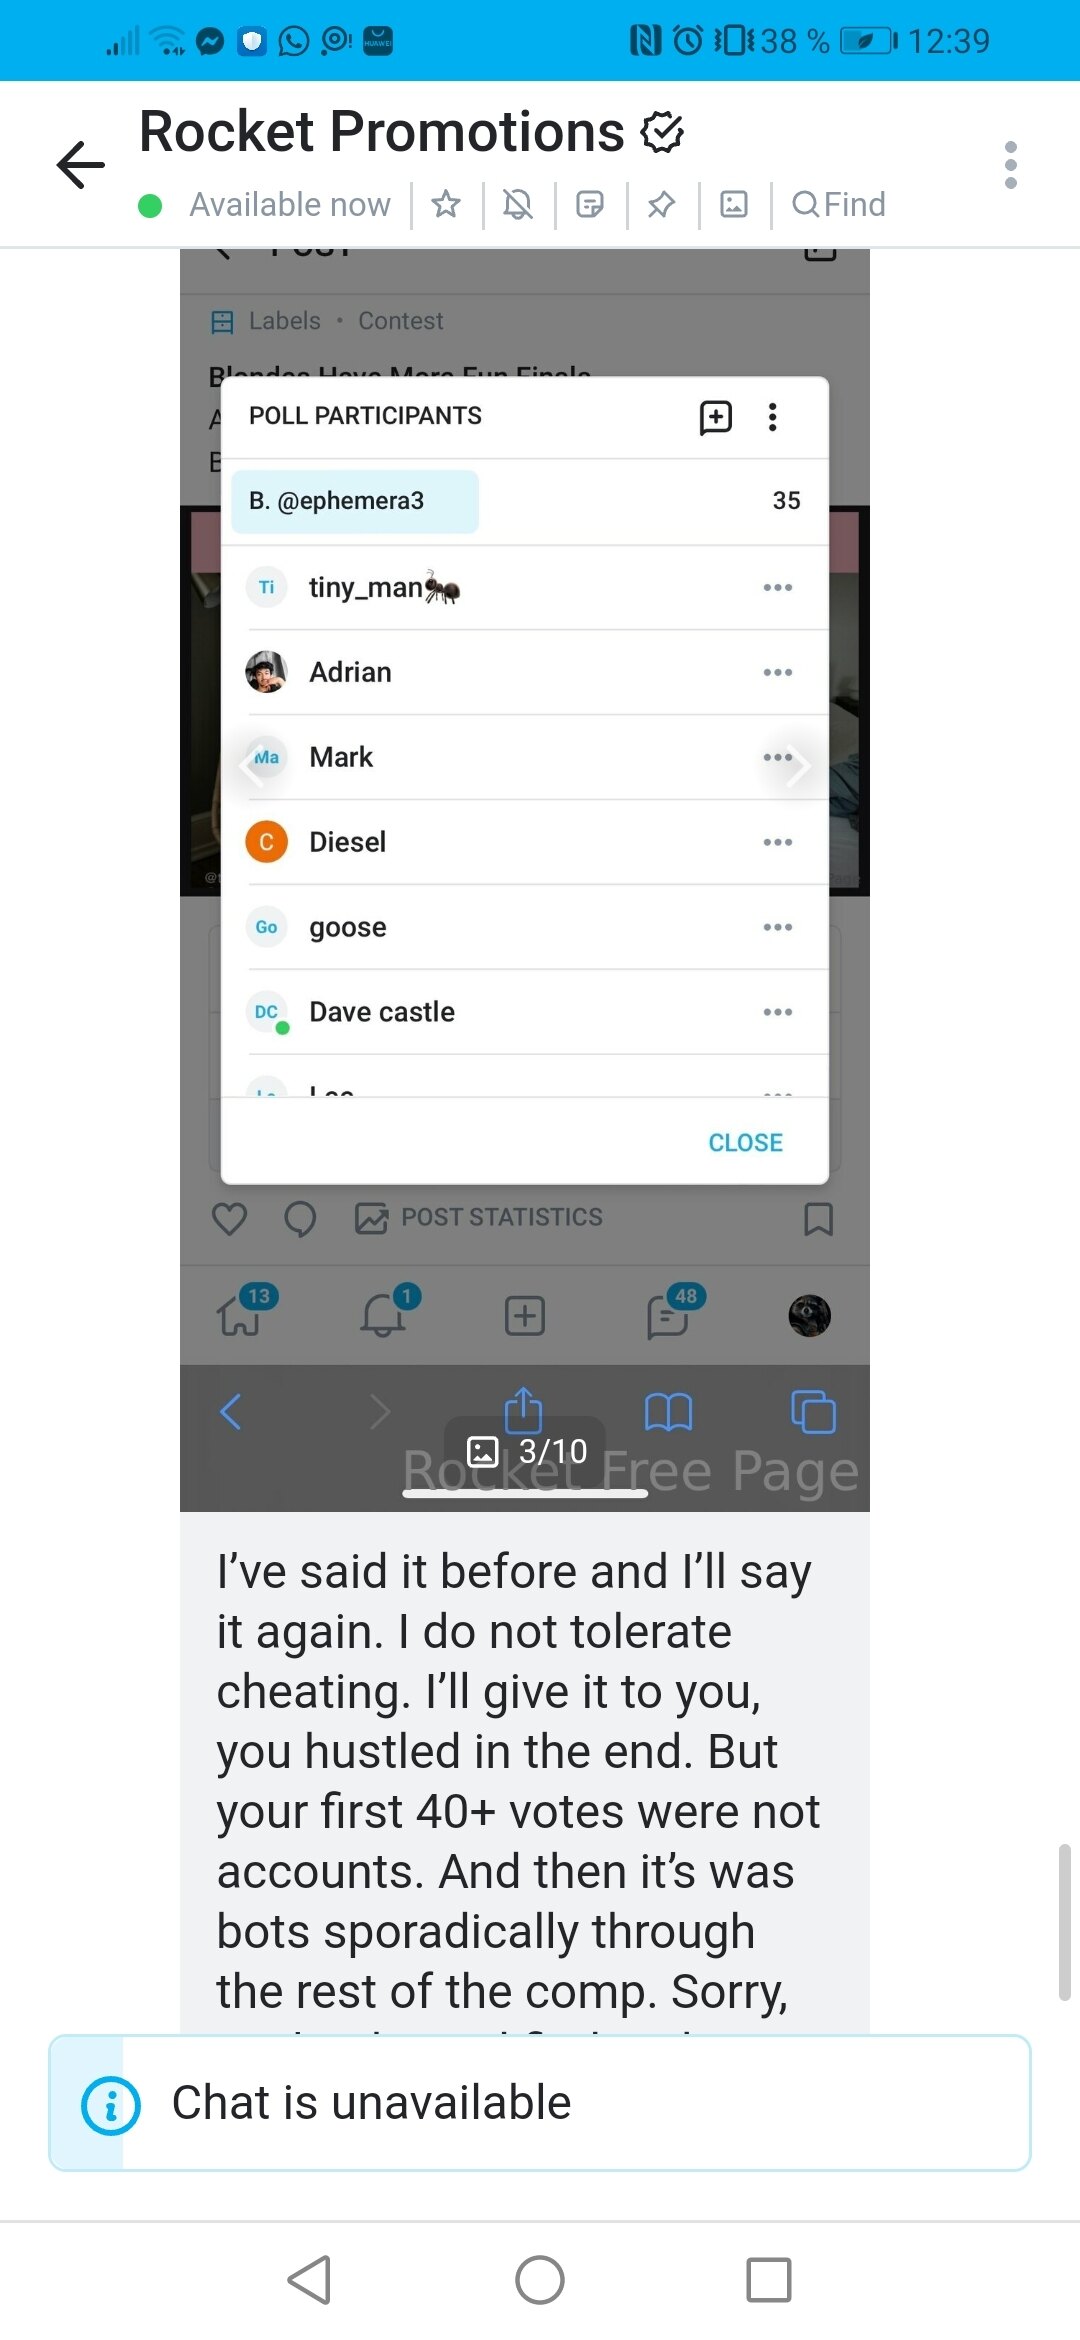 HUAWEI
38 %
12:39
Rocket Promotions
Available now
Find
POST
Labels • Contest
Blondes Have More Fun Finals
A
B
POLL PARTICIPANTS
B. @ephemera3
35
Ti
tiny_man🐜
Adrian
Ma
Mark
C
Diesel
Go
goose
DC
Dave castle
CLOSE
POST STATISTICS
13
1
48
3/10
Rocket Free Page
I’ve said it before and I’ll say
it again. I do not tolerate
cheating. I’ll give it to you,
you hustled in the end. But
your first 40+ votes were not
accounts. And then it’s was
bots sporadically through
the rest of the comp. Sorry,
Chat is unavailable